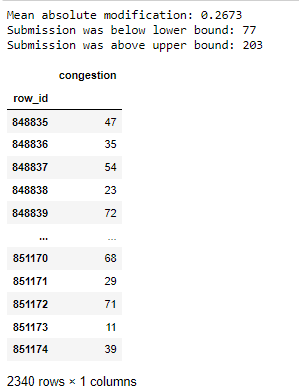 Mean absolute modification: 0.2673
Submission was below lower bound: 77
Submission was above upper bound: 203
congestion
row_id
848835 47
848836 35
848837 54
848838 23
848839 72
... ...
851170 68
851171 29
851172 71
851173 11
851174 39
2340 rows × 1 columns